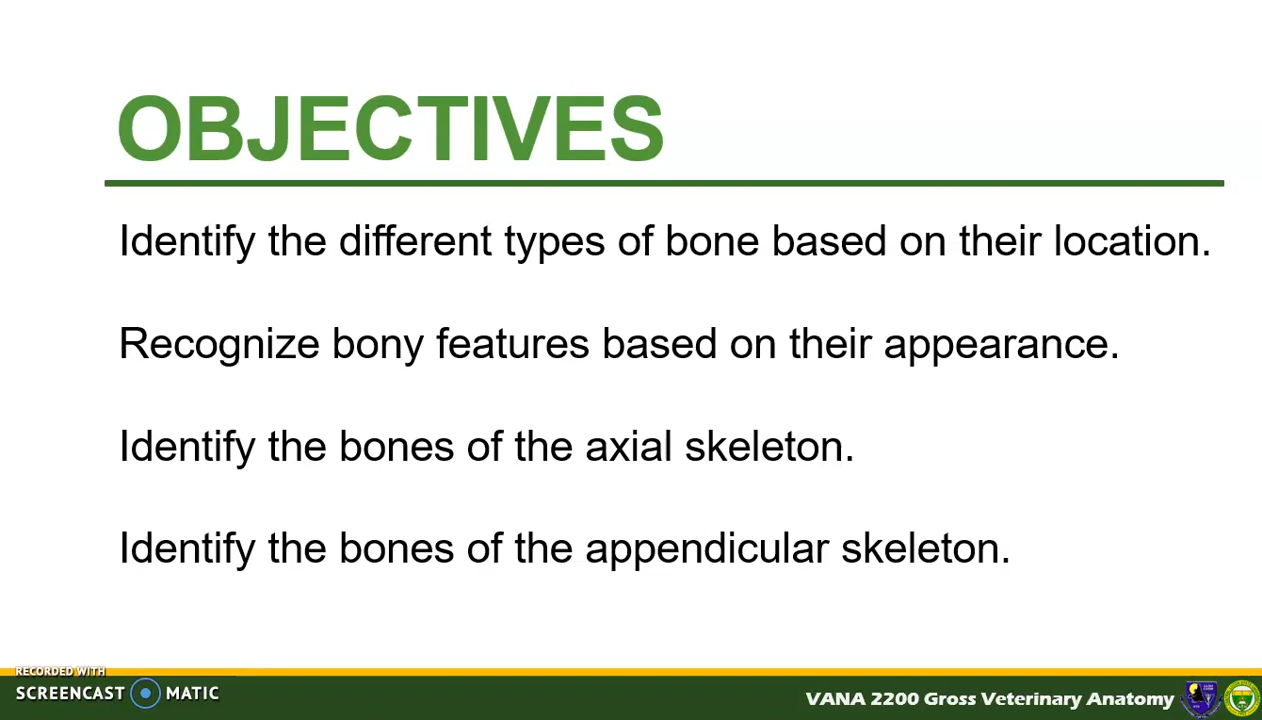 OBJECTIVES
Identify the different types of bone based on their location.
Recognize bony features based on their appearance.
Identify the bones of the axial skeleton.
Identify the bones of the appendicular skeleton.
RECORDED WITH
SCREENCAST MATIC
VANA 2200 Gross Veterinary Anatomy